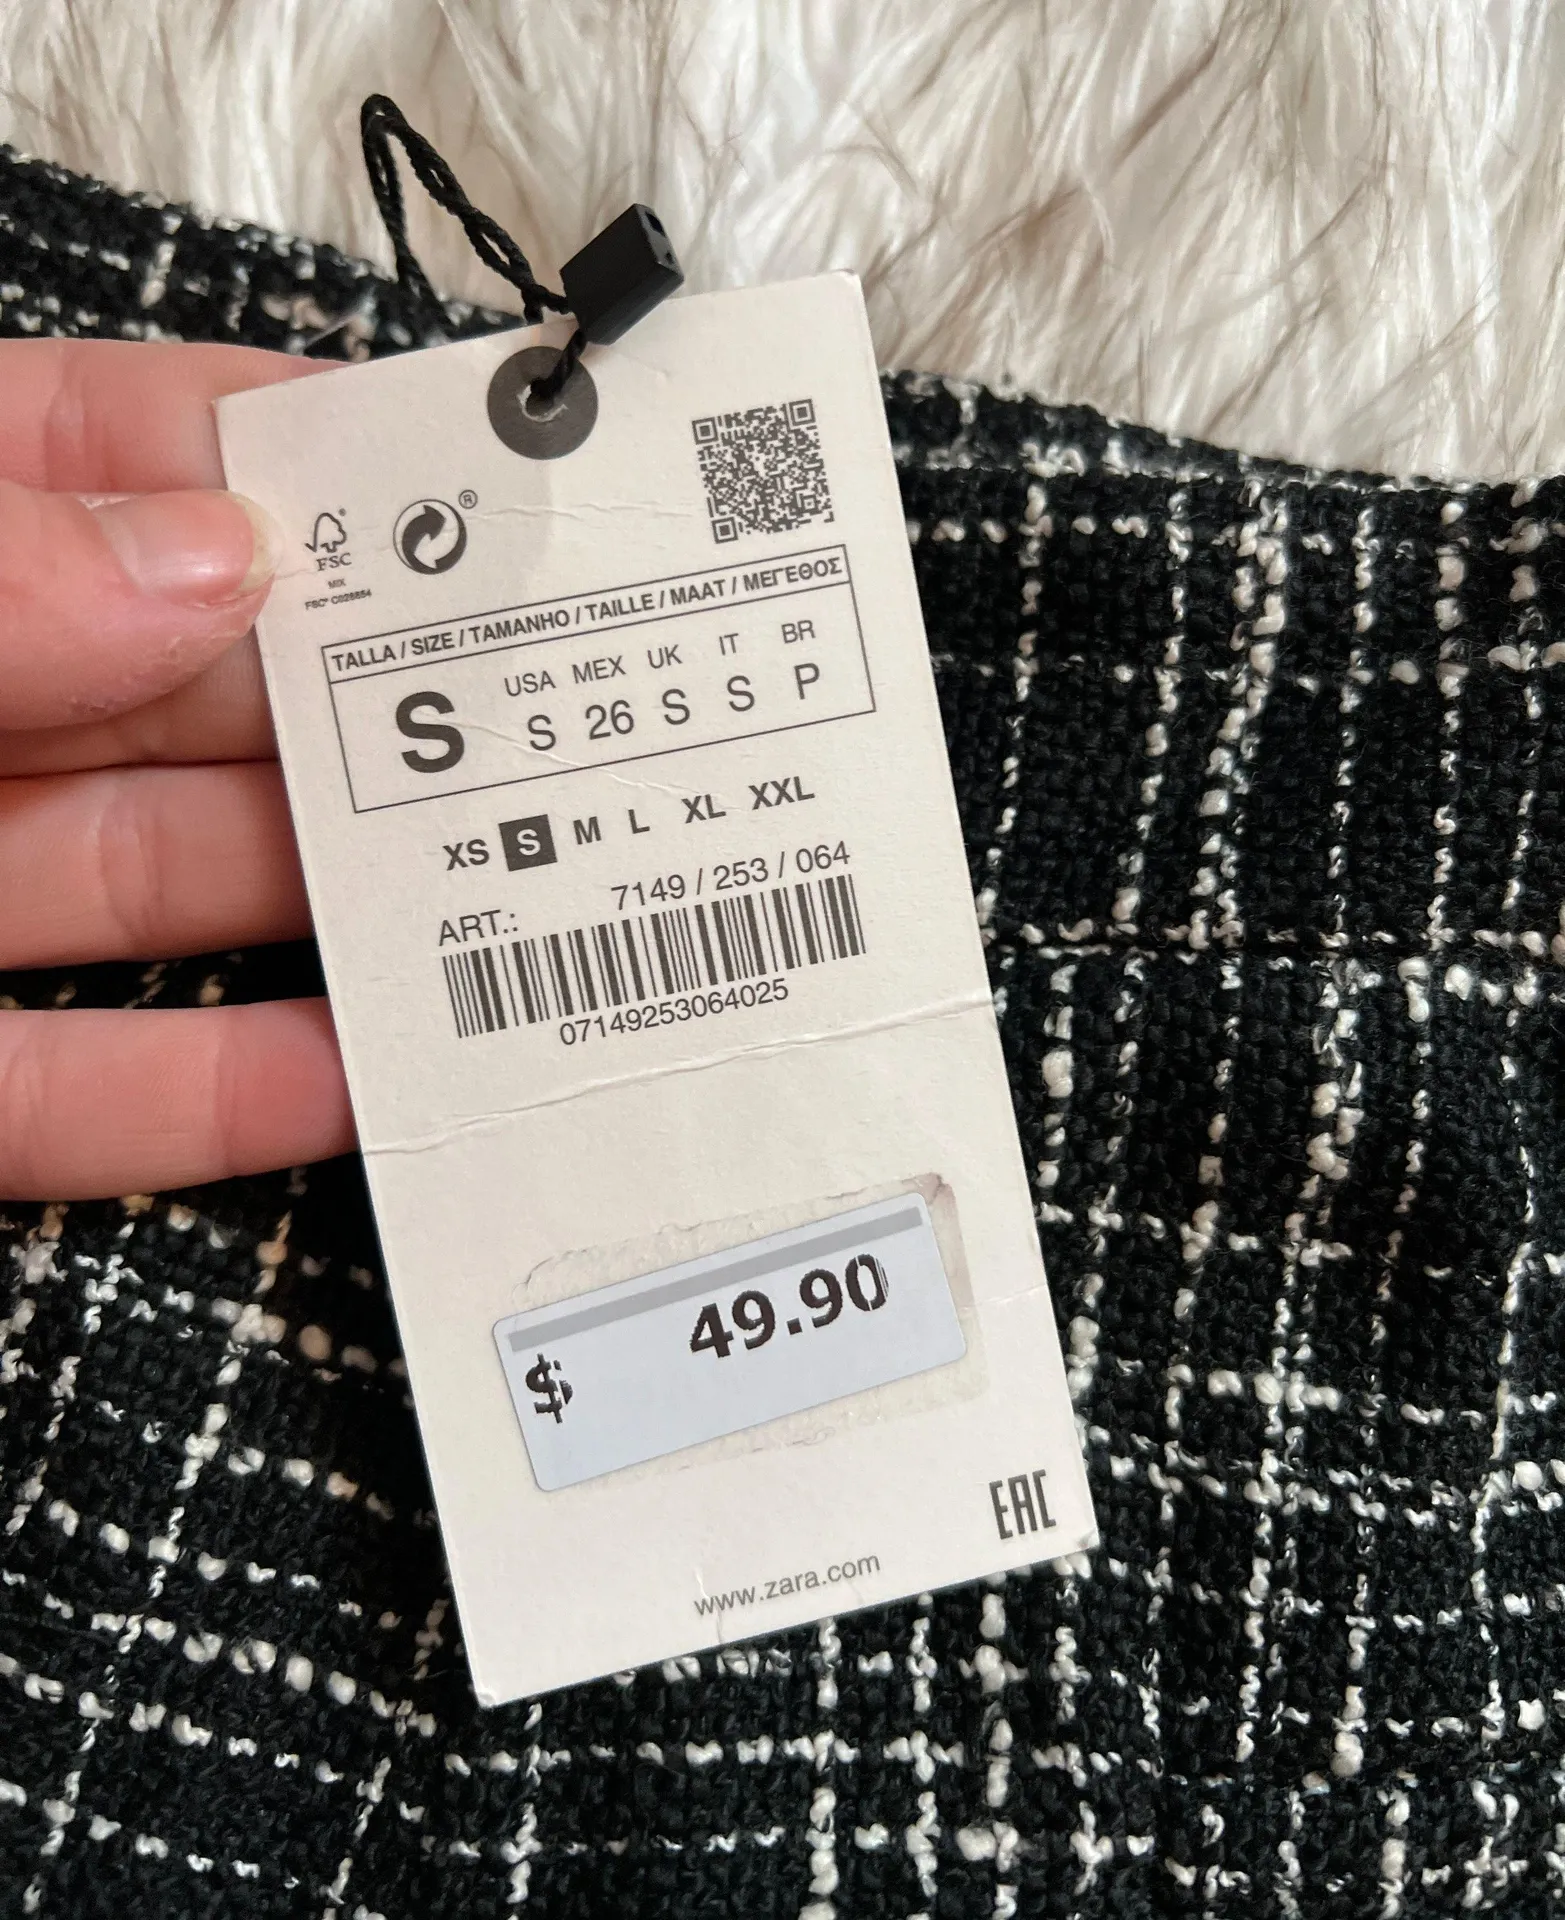 ®
FSC
MIX
FSC® C028654
TALLA / SIZE / TAMANHO / TAILLE / MAAT / ΜΕΓΕΘΟΣ
USA MEX UK IT BR
S S 26 S S P
XS S M L XL XXL
ART.: 7149 / 253 / 064
07149253064025
$ 49.90
EAC
www.zara.com